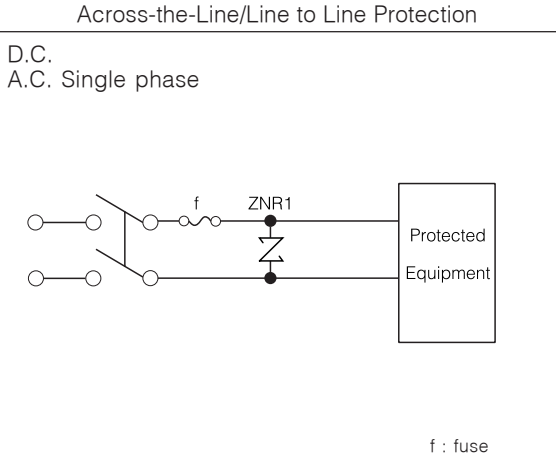 Across-the-Line/Line to Line Protection
D.C.
A.C. Single phase
f
ZNR1
Protected
Equipment
f : fuse